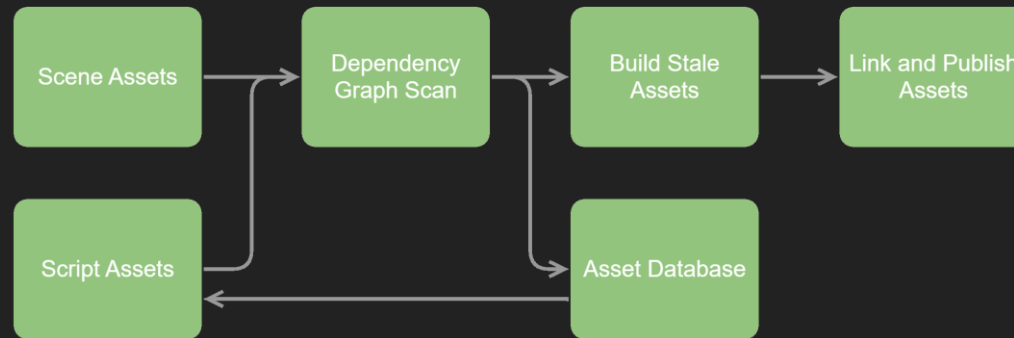 Scene Assets
Dependency
Graph Scan
Build Stale
Assets
Link and Publish
Assets
Script Assets
Asset Database